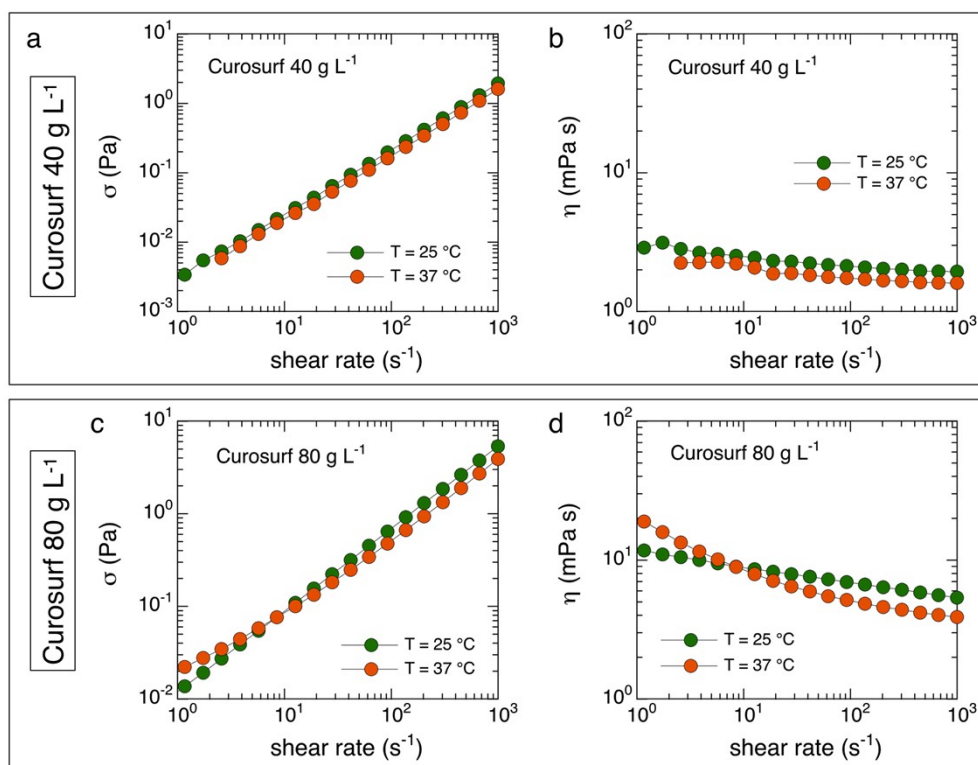 Curosurf 40 g L-1
a
Curosurf 40 g L-1
σ (Pa)
10^1
10^0
10^-1
10^-2
10^-3
T = 25 °C
T = 37 °C
10^0 10^1 10^2 10^3
shear rate (s-1)
b
Curosurf 40 g L-1
η (mPa s)
10^2
10^1
10^0
T = 25 °C
T = 37 °C
10^0 10^1 10^2 10^3
shear rate (s-1)
Curosurf 80 g L-1
c
Curosurf 80 g L-1
σ (Pa)
10^1
10^0
10^-1
10^-2
T = 25 °C
T = 37 °C
10^0 10^1 10^2 10^3
shear rate (s-1)
d
Curosurf 80 g L-1
η (mPa s)
10^2
10^1
10^0
T = 25 °C
T = 37 °C
10^0 10^1 10^2 10^3
shear rate (s-1)